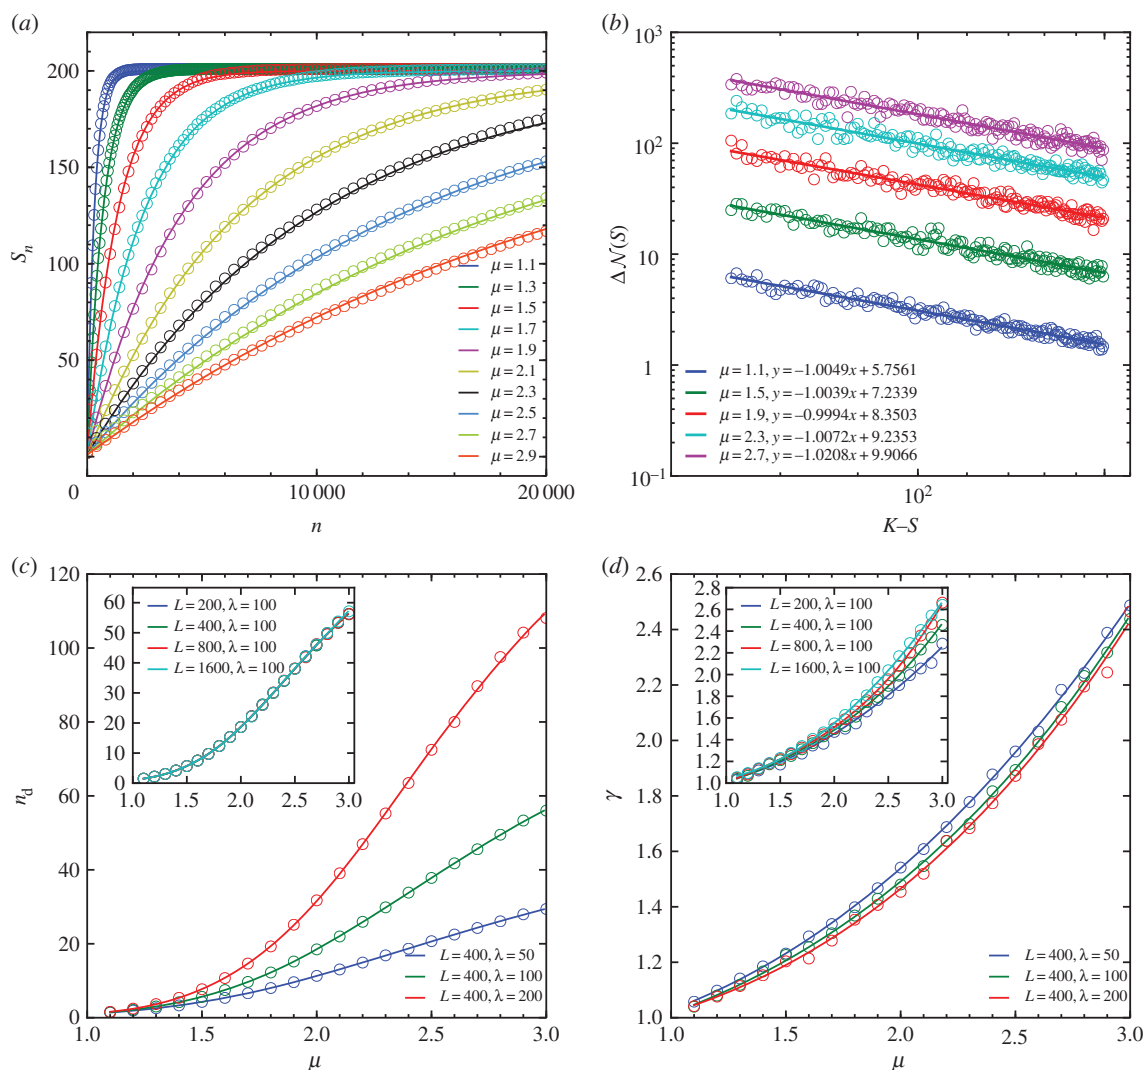 (a)
200
150
100
50
0
10 000
20 000
S_n
n
μ = 1.1
μ = 1.3
μ = 1.5
μ = 1.7
μ = 1.9
μ = 2.1
μ = 2.3
μ = 2.5
μ = 2.7
μ = 2.9
(b)
10^3
10^2
10
1
10^−1
10^2
Δ𝒩(S)
K–S
μ = 1.1, y = −1.0049x + 5.7561
μ = 1.5, y = −1.0039x + 7.2339
μ = 1.9, y = −0.9994x + 8.3503
μ = 2.3, y = −1.0072x + 9.2353
μ = 2.7, y = −1.0208x + 9.9066
(c)
120
100
80
60
40
20
0
1.0
1.5
2.0
2.5
3.0
n_d
μ
60
50
40
30
20
10
0
1.0
1.5
2.0
2.5
3.0
L = 200, λ = 100
L = 400, λ = 100
L = 800, λ = 100
L = 1600, λ = 100
L = 400, λ = 50
L = 400, λ = 100
L = 400, λ = 200
(d)
2.6
2.4
2.2
2.0
1.8
1.6
1.4
1.2
1.0
1.0
1.5
2.0
2.5
3.0
γ
μ
2.8
2.6
2.4
2.2
2.0
1.8
1.6
1.4
1.2
1.0
1.0
1.5
2.0
2.5
3.0
L = 200, λ = 100
L = 400, λ = 100
L = 800, λ = 100
L = 1600, λ = 100
L = 400, λ = 50
L = 400, λ = 100
L = 400, λ = 200